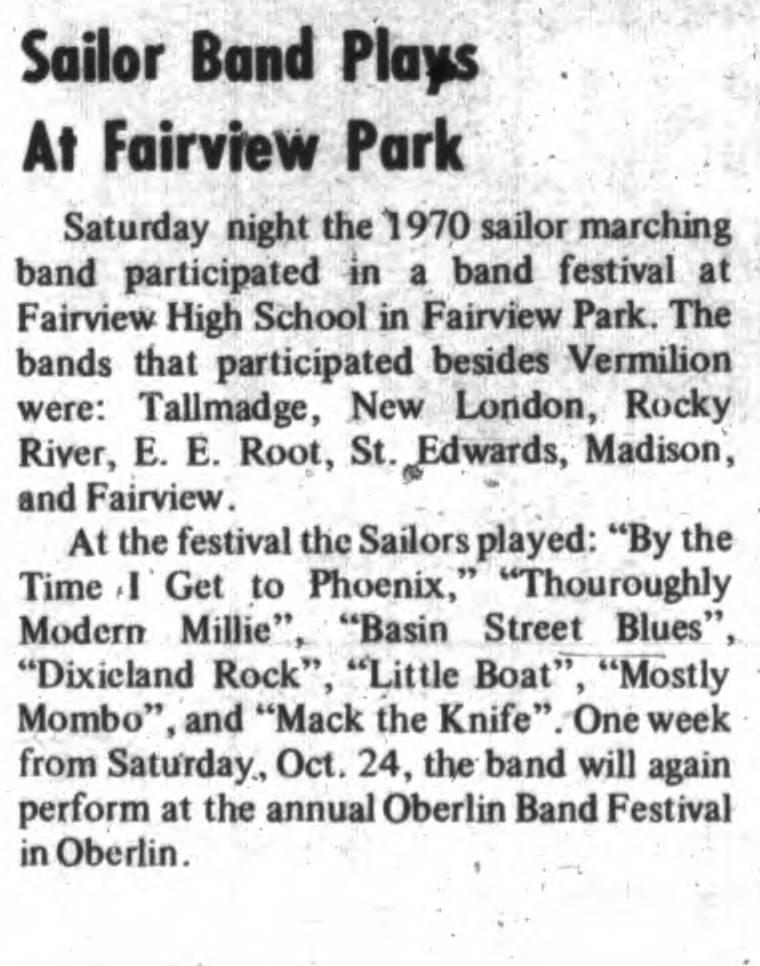 Sailor Band Plays
At Fairview Park
Saturday night the 1970 sailor marching
band participated in a band festival at
Fairview High School in Fairview Park. The
bands that participated besides Vermilion
were: Tallmadge, New London, Rocky
River, E. E. Root, St. Edwards, Madison,
and Fairview.
At the festival the Sailors played: “By the
Time I Get to Phoenix,” “Thouroughly
Modern Millie”, “Basin Street Blues”,
“Dixieland Rock”, “Little Boat”, “Mostly
Mombo”, and “Mack the Knife”. One week
from Saturday, Oct. 24, the band will again
perform at the annual Oberlin Band Festival
in Oberlin.